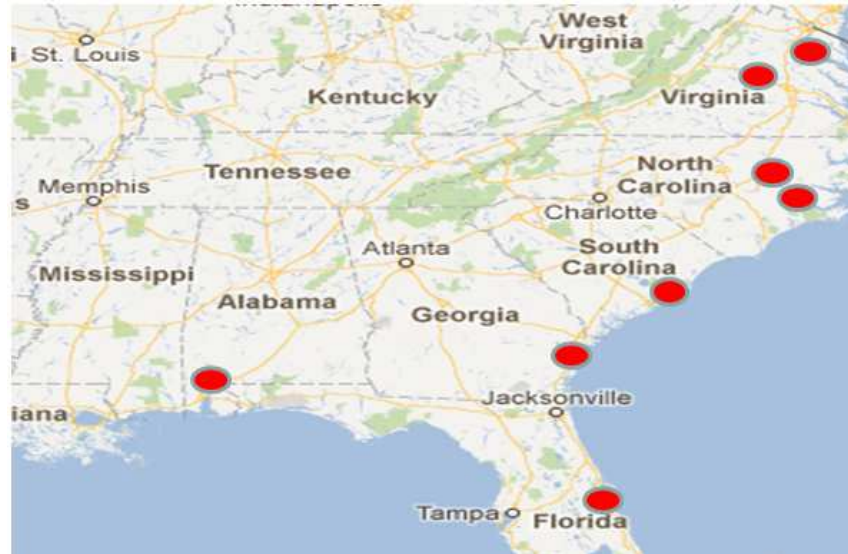 West
Virginia
St. Louis
Kentucky
Virginia
Tennessee
North
Carolina
Memphis
Charlotte
Atlanta
South
Carolina
Mississippi
Alabama
Georgia
Jacksonville
iana
Tampa
Florida